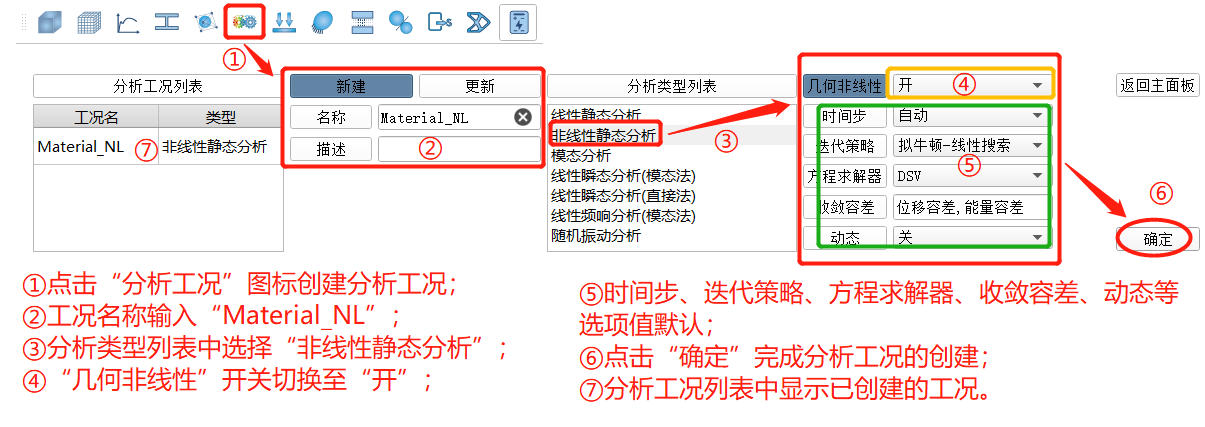 ①
分析工况列表
新建
更新
分析类型列表
几何非线性
开
④
返回主面板
工况名
类型
名称
Material_NL
线性静态分析
时间步
自动
Material_NL
⑦
非线性静态分析
描述
②
非线性静态分析
③
迭代策略
拟牛顿-线性搜索
模态分析
⑤
线性瞬态分析(模态法)
方程求解器
DSV
⑥
线性瞬态分析(直接法)
线性频响分析(模态法)
收敛容差
位移容差,能量容差
随机振动分析
动态
关
确定
①点击“分析工况”图标创建分析工况；
②工况名称输入“Material_NL”；
③分析类型列表中选择“非线性静态分析”；
④“几何非线性”开关切换至“开”；
⑤时间步、迭代策略、方程求解器、收敛容差、动态等
选项值默认；
⑥点击“确定”完成分析工况的创建；
⑦分析工况列表中显示已创建的工况。